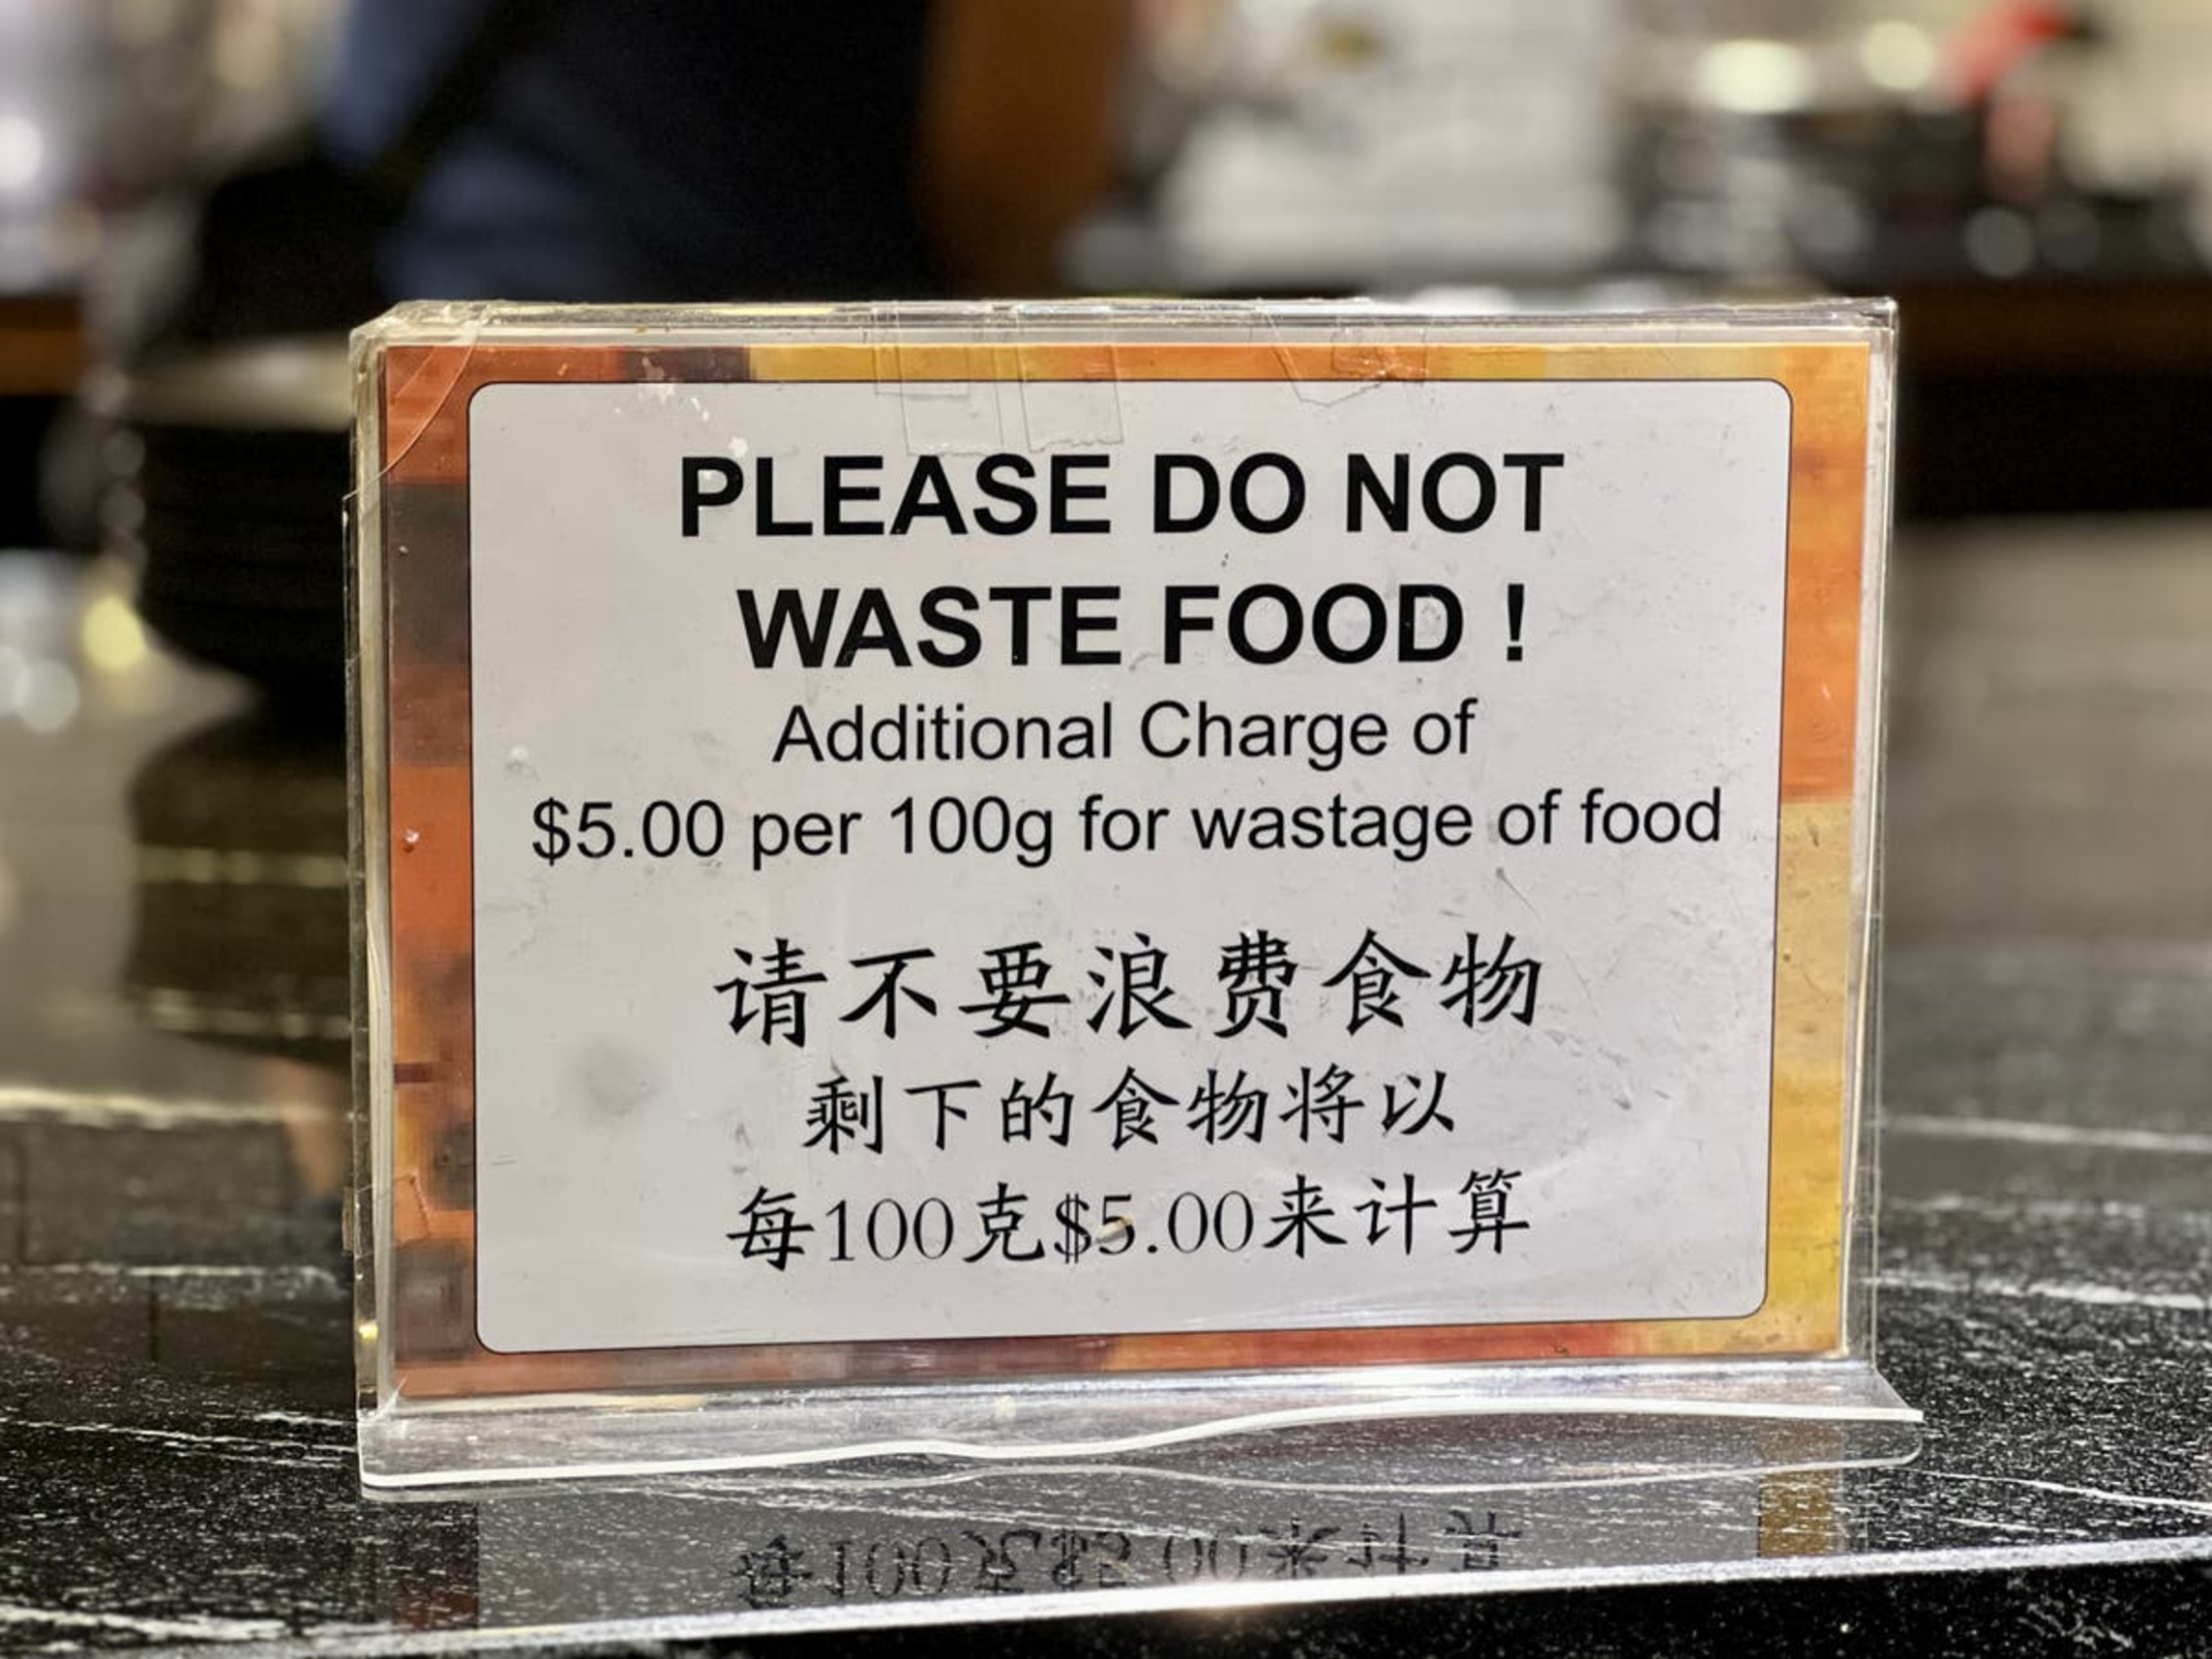 PLEASE DO NOT
WASTE FOOD !
Additional Charge of
$5.00 per 100g for wastage of food
请不要浪费食物
剩下的食物将以
每100克$5.00来计算